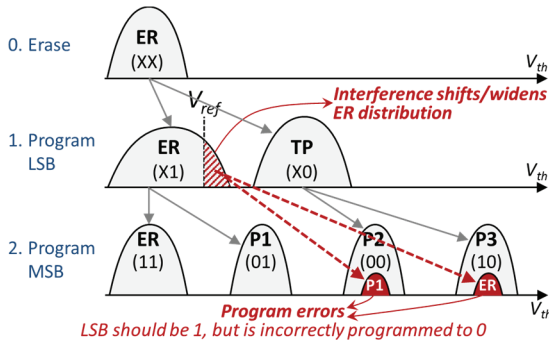 0. Erase
ER
(XX)
Vth
Vref
Interference shifts/widens
ER distribution
1. Program
LSB
ER
(X1)
TP
(X0)
Vth
2. Program
MSB
ER
(11)
P1
(01)
P2
(00)
P3
(10)
P1
ER
Vth
Program errors
LSB should be 1, but is incorrectly programmed to 0